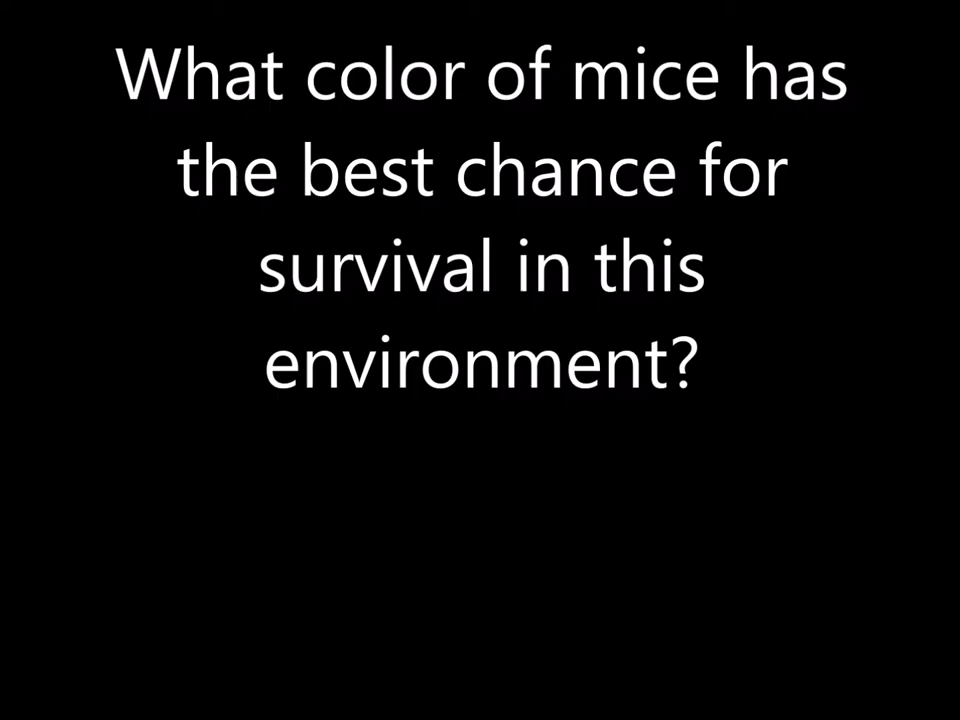 What color of mice has
the best chance for
survival in this
environment?